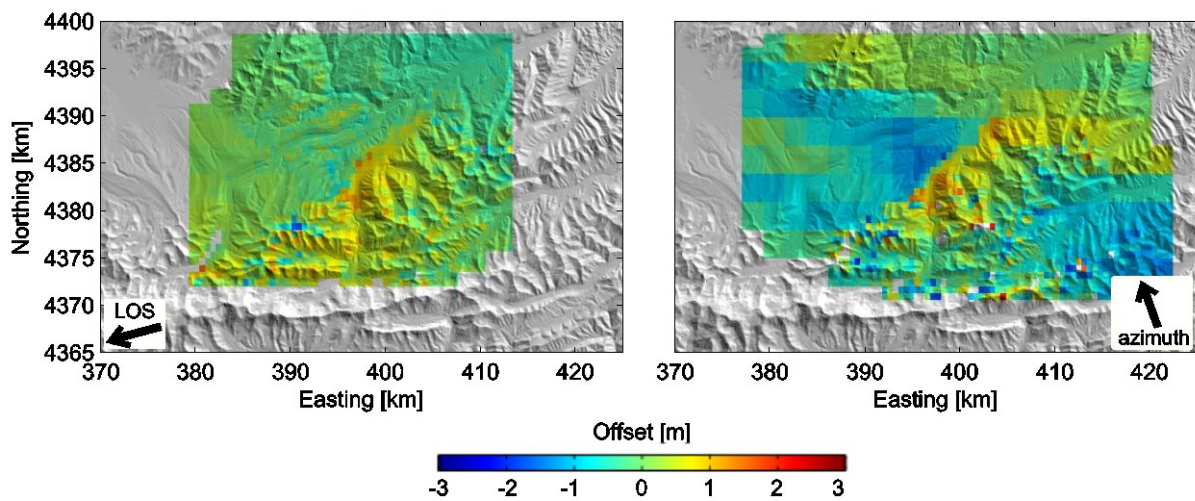 4400
4395
4390
4385
4380
4375
4370
4365
Northing [km]
LOS
370 380 390 400 410 420
Easting [km]
azimuth
370 380 390 400 410 420
Easting [km]
Offset [m]
-3 -2 -1 0 1 2 3